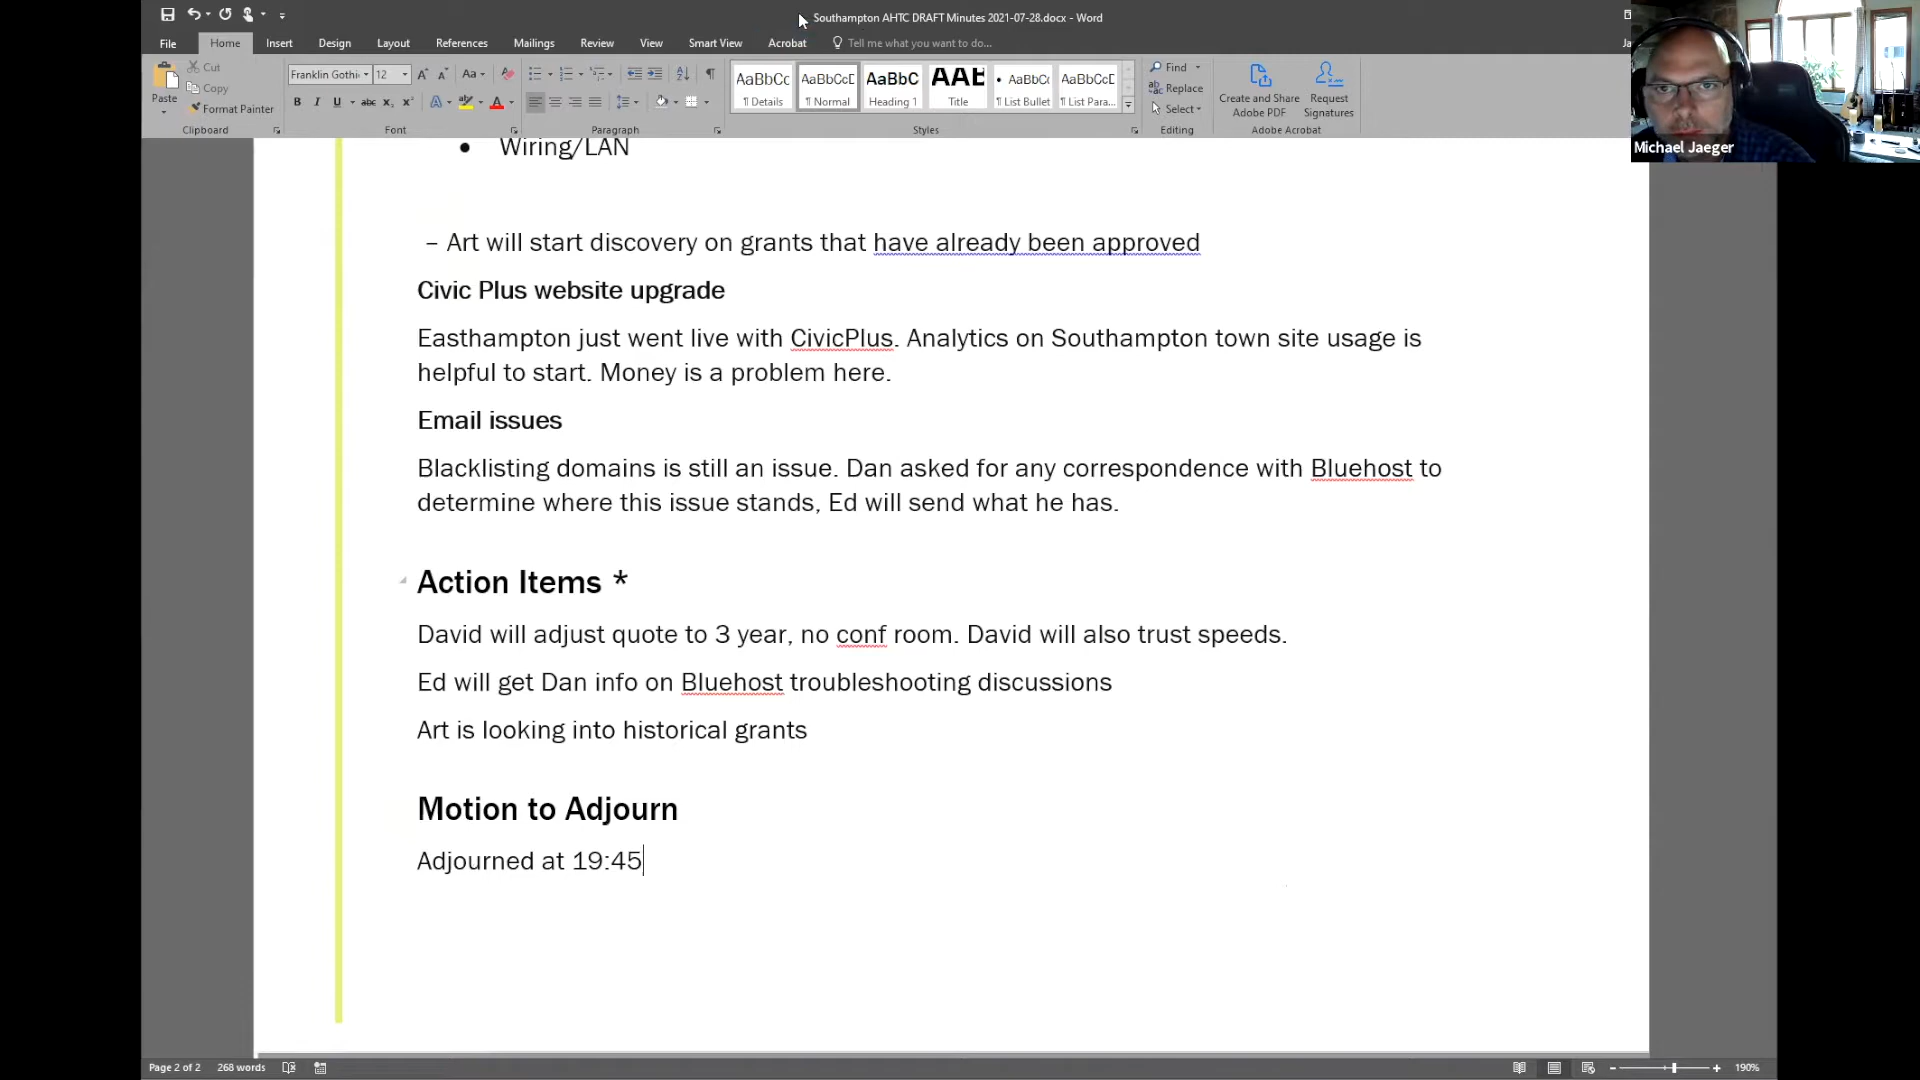 Southampton AHTC DRAFT Minutes 2021-07-28.docx - Word
File Home Insert Design Layout References Mailings Review View Smart View Acrobat Tell me what you want to do...
Paste
Cut
Copy
Format Painter
Clipboard
Franklin Gothi 12
Font
Paragraph
AaBbCc AaBbCcE AaBbC AAE AaBbCc AaBbCcE
¶ Details ¶ Normal Heading 1 Title ¶ List Bullet ¶ List Para...
Styles
Find
Replace
Select
Editing
Create and Share Adobe PDF
Request Signatures
Adobe Acrobat
Michael Jaeger
• Wiring/LAN
– Art will start discovery on grants that have already been approved
Civic Plus website upgrade
Easthampton just went live with CivicPlus. Analytics on Southampton town site usage is
helpful to start. Money is a problem here.
Email issues
Blacklisting domains is still an issue. Dan asked for any correspondence with Bluehost to
determine where this issue stands, Ed will send what he has.
Action Items *
David will adjust quote to 3 year, no conf room. David will also trust speeds.
Ed will get Dan info on Bluehost troubleshooting discussions
Art is looking into historical grants
Motion to Adjourn
Adjourned at 19:45
Page 2 of 2 268 words 190%